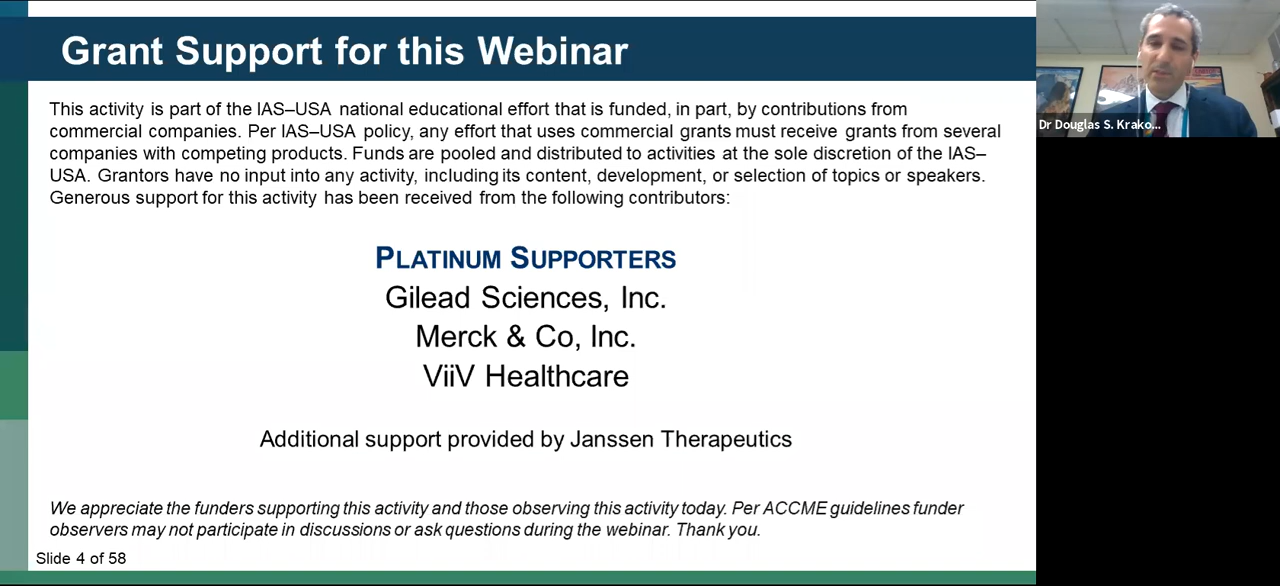 Grant Support for this Webinar
This activity is part of the IAS–USA national educational effort that is funded, in part, by contributions from
commercial companies. Per IAS–USA policy, any effort that uses commercial grants must receive grants from several
companies with competing products. Funds are pooled and distributed to activities at the sole discretion of the IAS–
USA. Grantors have no input into any activity, including its content, development, or selection of topics or speakers.
Generous support for this activity has been received from the following contributors:
PLATINUM SUPPORTERS
Gilead Sciences, Inc.
Merck & Co, Inc.
ViiV Healthcare
Additional support provided by Janssen Therapeutics
We appreciate the funders supporting this activity and those observing this activity today. Per ACCME guidelines funder
observers may not participate in discussions or ask questions during the webinar. Thank you.
Slide 4 of 58
Dr Douglas S. Krako...